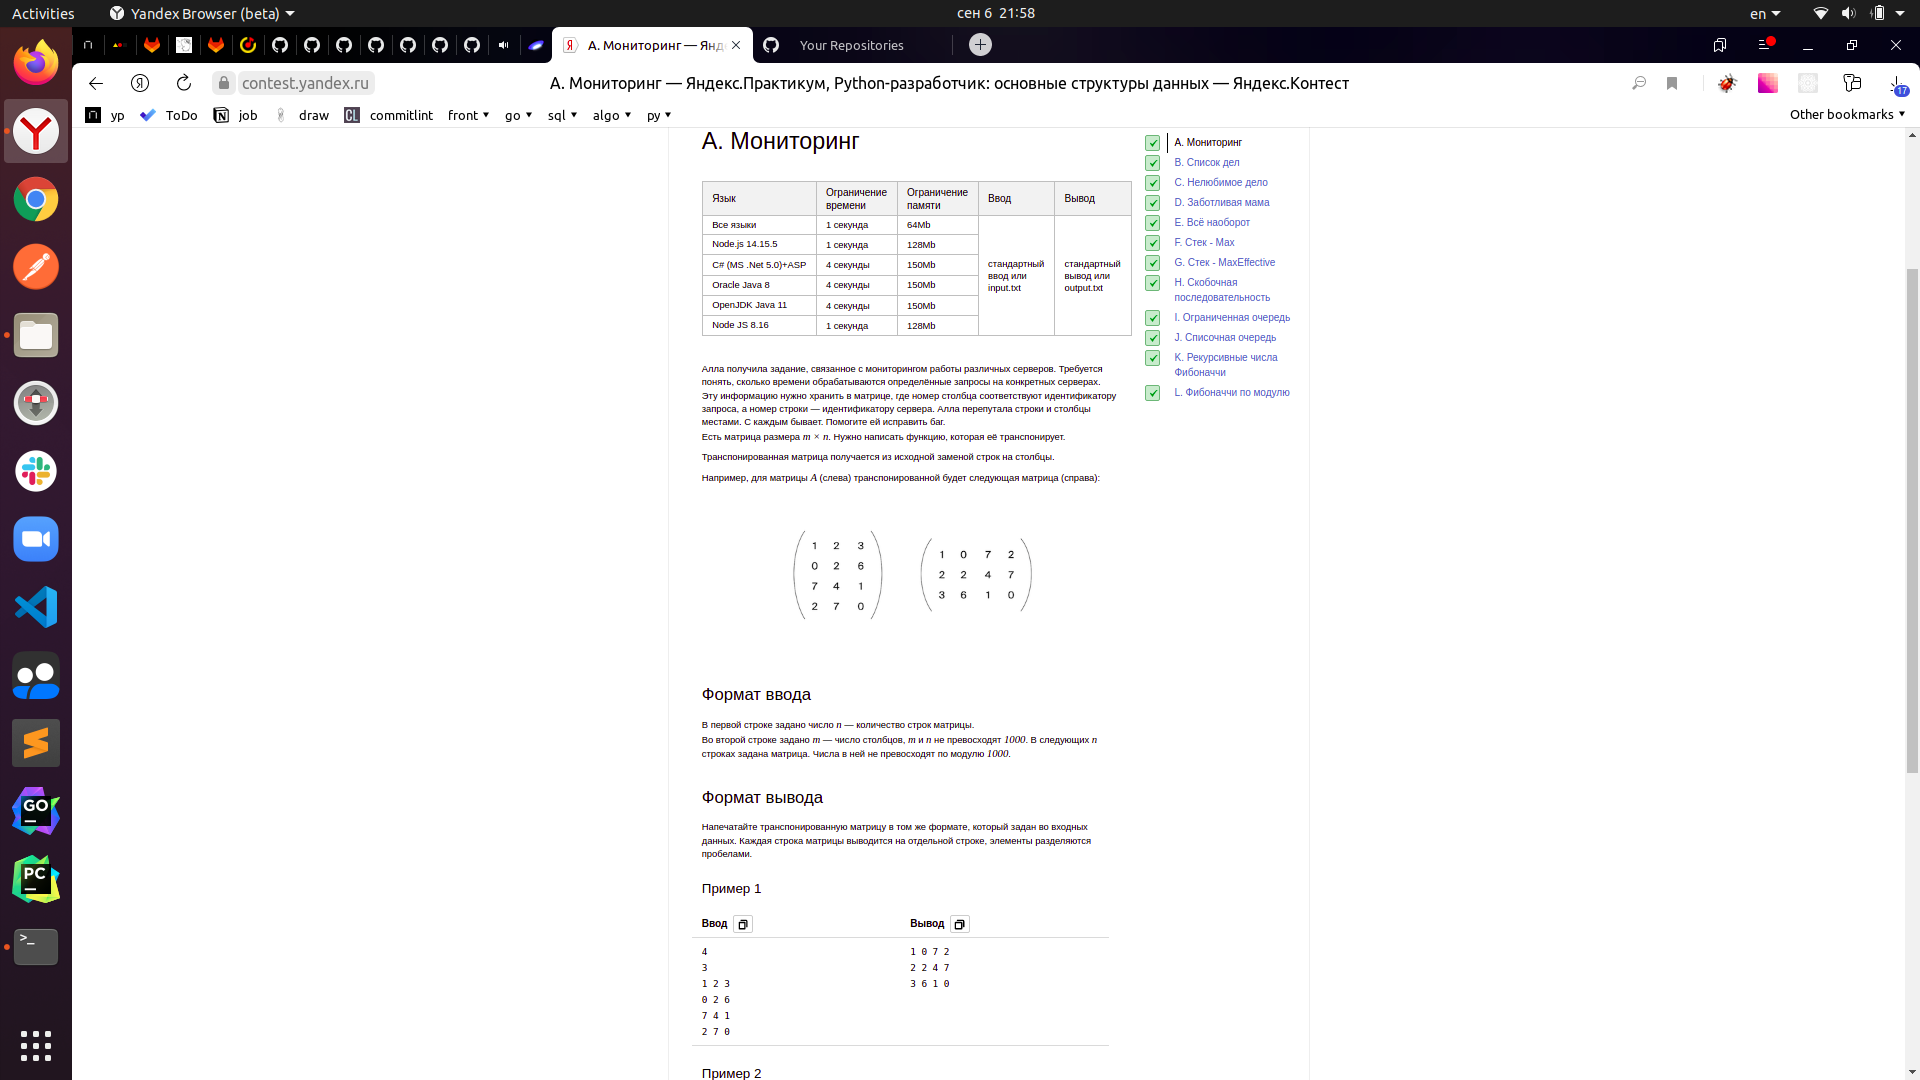 Activities
Yandex Browser (beta)
сен 6 21:58
en
А. Мониторинг — Янд
Your Repositories
contest.yandex.ru
А. Мониторинг — Яндекс.Практикум, Python-разработчик: основные структуры данных — Яндекс.Контест
17
yp
ToDo
job
draw
CL
commitlint
front
go
sql
algo
py
Other bookmarks
А. Мониторинг
Язык
Ограничение времени
Ограничение памяти
Ввод
Вывод
Все языки
1 секунда
64Mb
стандартный ввод или input.txt
стандартный вывод или output.txt
Node.js 14.15.5
1 секунда
128Mb
C# (MS .Net 5.0)+ASP
4 секунды
150Mb
Oracle Java 8
4 секунды
150Mb
OpenJDK Java 11
4 секунды
150Mb
Node JS 8.16
1 секунда
128Mb
Алла получила задание, связанное с мониторингом работы различных серверов. Требуется
понять, сколько времени обрабатываются определённые запросы на конкретных серверах.
Эту информацию нужно хранить в матрице, где номер столбца соответствуют идентификатору
запроса, а номер строки — идентификатору сервера. Алла перепутала строки и столбцы
местами. С каждым бывает. Помогите ей исправить баг.
Есть матрица размера m × n. Нужно написать функцию, которая её транспонирует.
Транспонированная матрица получается из исходной заменой строк на столбцы.
Например, для матрицы A (слева) транспонированной будет следующая матрица (справа):
1 2 3
0 2 6
7 4 1
2 7 0
1 0 7 2
2 2 4 7
3 6 1 0
Формат ввода
В первой строке задано число n — количество строк матрицы.
Во второй строке задано m — число столбцов, m и n не превосходят 1000. В следующих n
строках задана матрица. Числа в ней не превосходят по модулю 1000.
Формат вывода
Напечатайте транспонированную матрицу в том же формате, который задан во входных
данных. Каждая строка матрицы выводится на отдельной строке, элементы разделяются
пробелами.
Пример 1
Ввод
Вывод
4
3
1 2 3
0 2 6
7 4 1
2 7 0
1 0 7 2
2 2 4 7
3 6 1 0
Пример 2
А. Мониторинг
B. Список дел
C. Нелюбимое дело
D. Заботливая мама
E. Всё наоборот
F. Стек - Max
G. Стек - MaxEffective
H. Скобочная
последовательность
I. Ограниченная очередь
J. Списочная очередь
K. Рекурсивные числа
Фибоначчи
L. Фибоначчи по модулю
GO
PC
>_